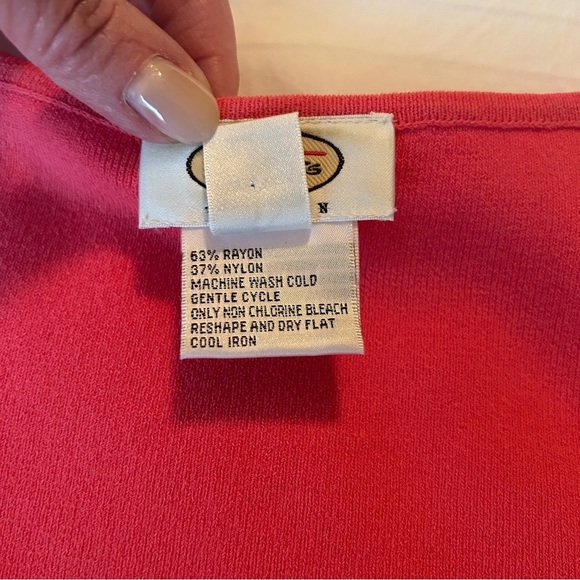 N
63% RAYON
37% NYLON
MACHINE WASH COLD
GENTLE CYCLE
ONLY NON CHLORINE BLEACH
RESHAPE AND DRY FLAT
COOL IRON